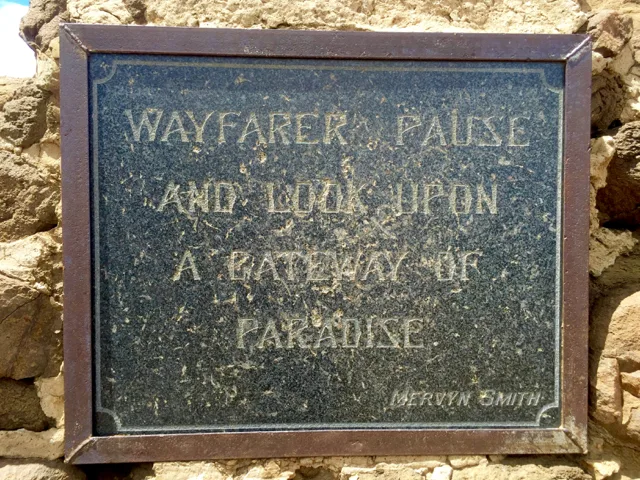 WAYFARER PAUSE
AND LOOK UPON
A GATEWAY OF
PARADISE
MERVYN SMITH